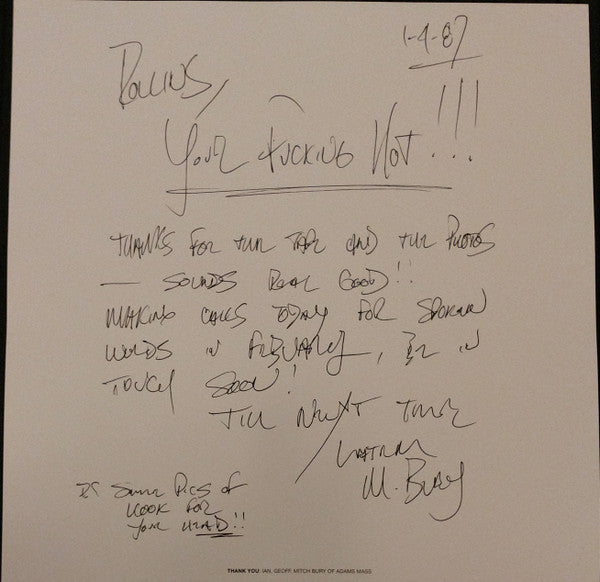 1-4-87
Rollins,
Your Fucking Hot!!!
Thanks for the tape and the photos
— sounds real good!!
Making calls today for spoken
words in February, be in
touch soon!
Till next time
M. Bury
PS Some pics of
for
your head!!
THANK YOU: IAN, GEOFF, MITCH BURY OF ADAMS MASS